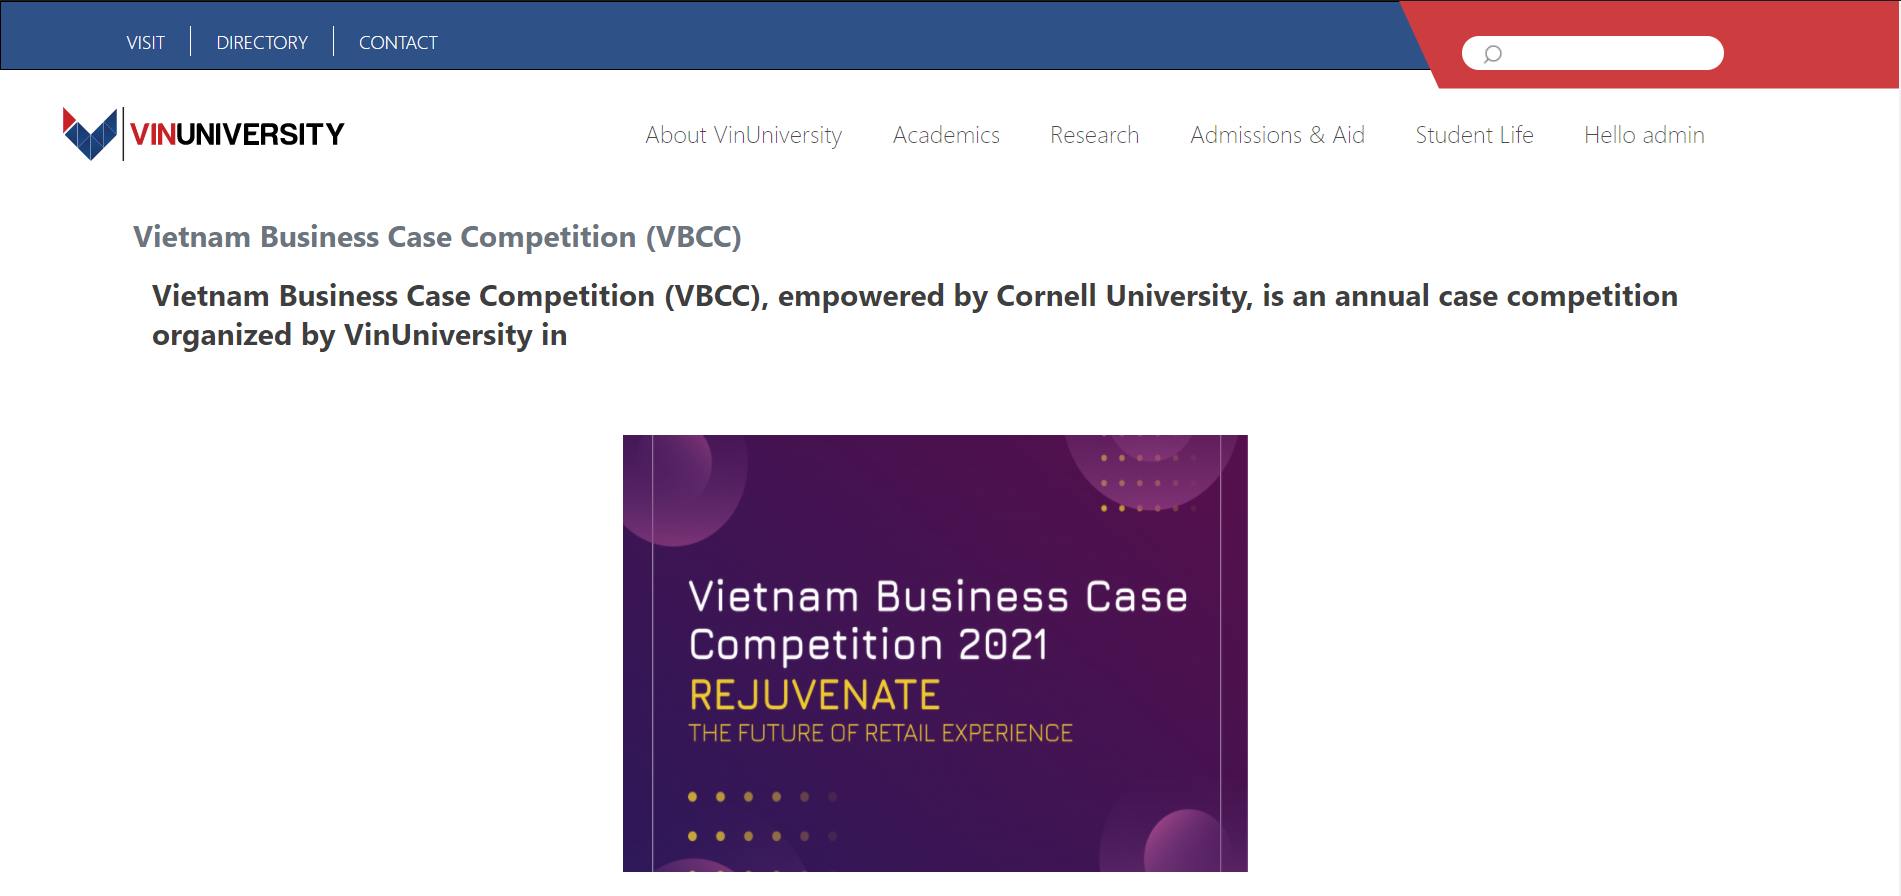 VISIT
DIRECTORY
CONTACT
VINUNIVERSITY
About VinUniversity
Academics
Research
Admissions & Aid
Student Life
Hello admin
Vietnam Business Case Competition (VBCC)
Vietnam Business Case Competition (VBCC), empowered by Cornell University, is an annual case competition
organized by VinUniversity in
Vietnam Business Case
Competition 2021
REJUVENATE
THE FUTURE OF RETAIL EXPERIENCE